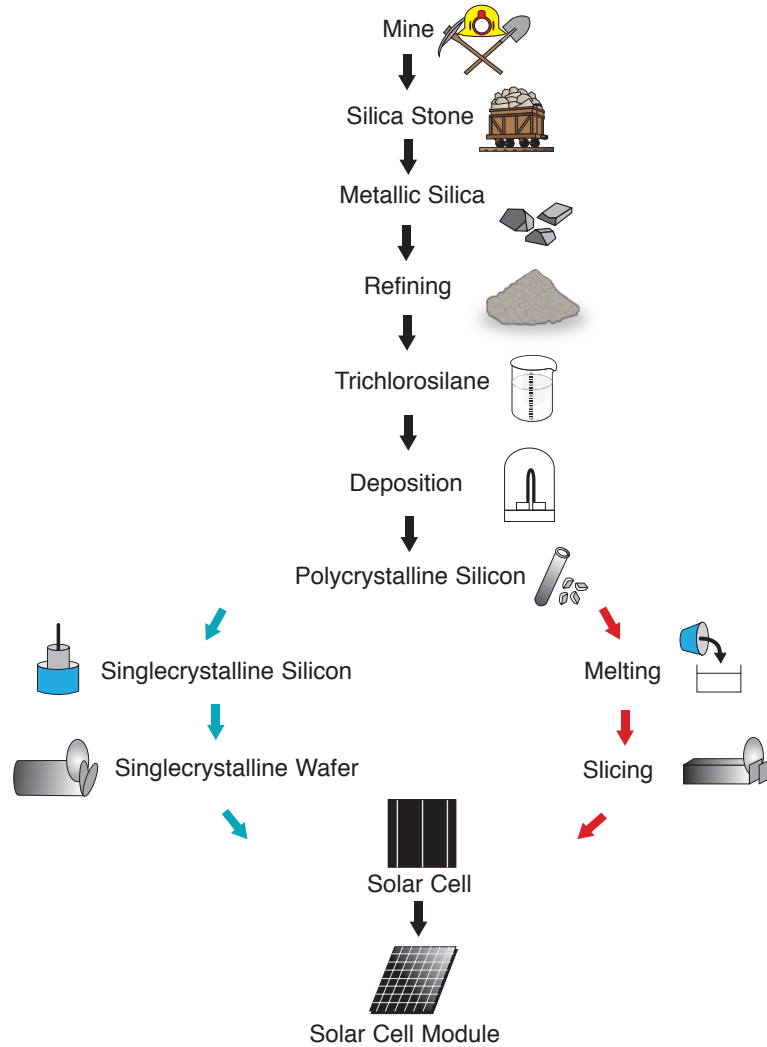 Mine
Silica Stone
Metallic Silica
Refining
Trichlorosilane
Deposition
Polycrystalline Silicon
Singlecrystalline Silicon
Melting
Singlecrystalline Wafer
Slicing
Solar Cell
Solar Cell Module